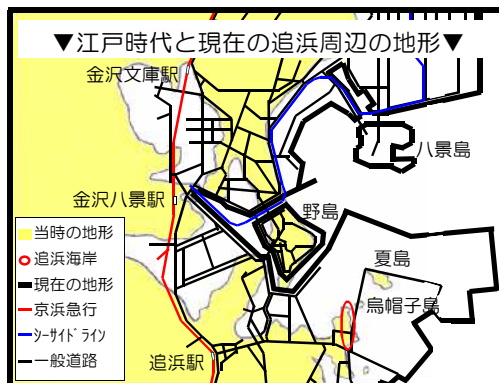 ▼江戸時代と現在の追浜周辺の地形▼
金沢文庫駅
八景島
金沢八景駅
野島
夏島
烏帽子島
追浜駅
当時の地形
追浜海岸
現在の地形
京浜急行
シーサイドライン
一般道路